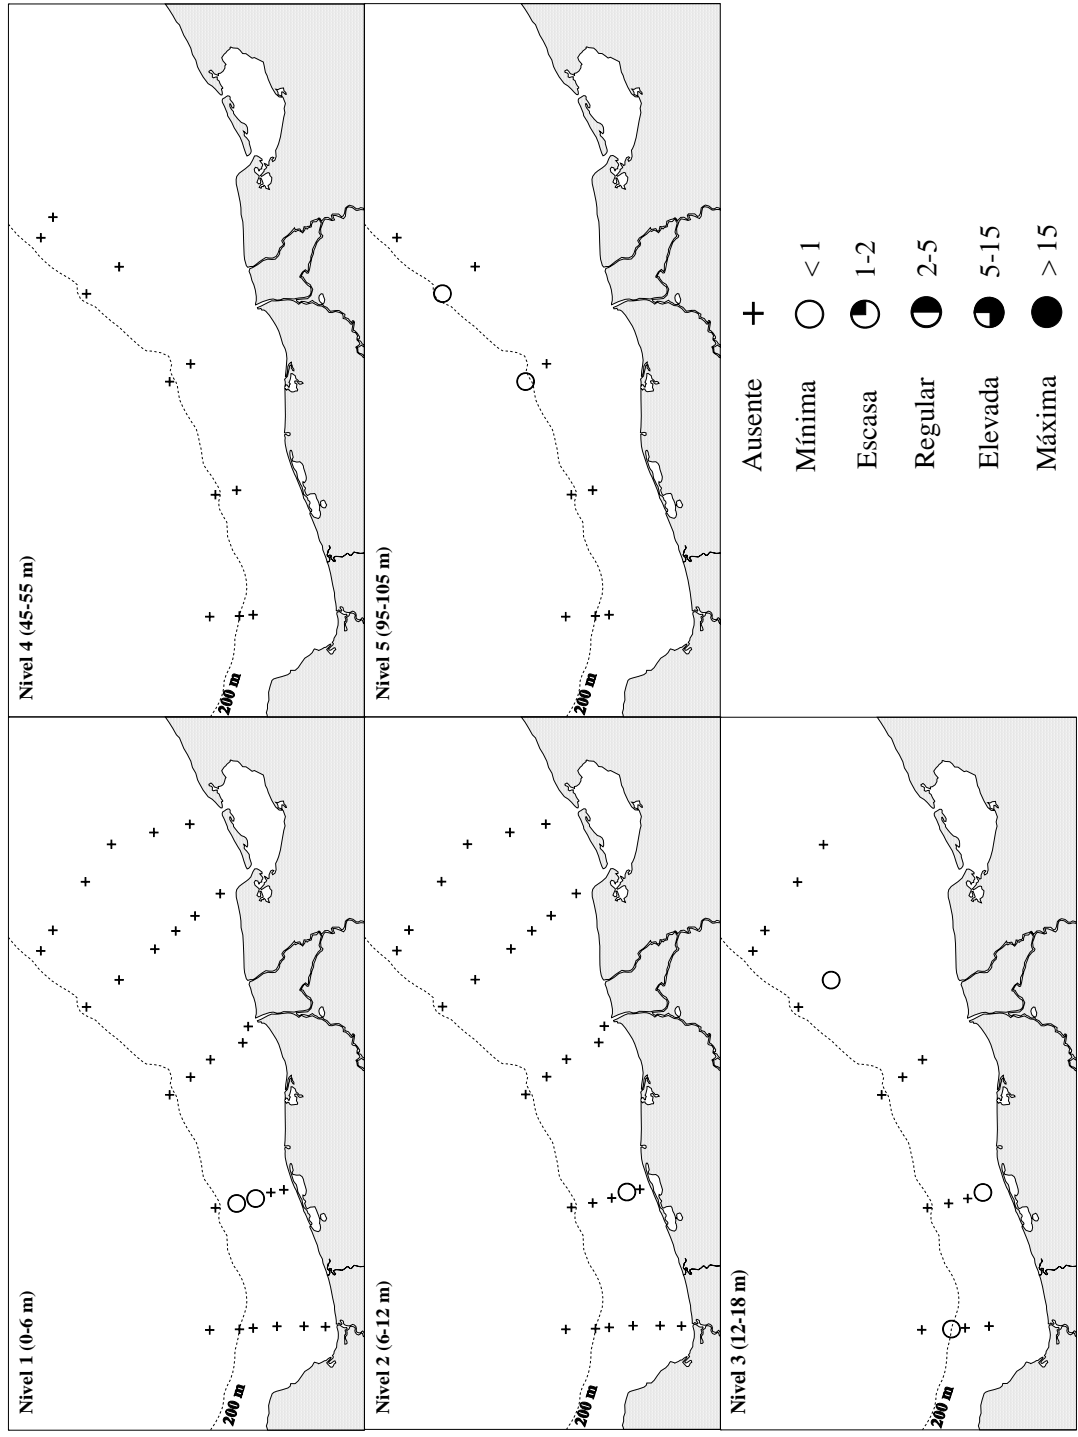 Nivel 1 (0-6 m)
200 m
Nivel 2 (6-12 m)
200 m
Nivel 3 (12-18 m)
200 m
Nivel 4 (45-55 m)
200 m
Nivel 5 (95-105 m)
200 m
Ausente +
Mínima < 1
Escasa 1-2
Regular 2-5
Elevada 5-15
Máxima > 15